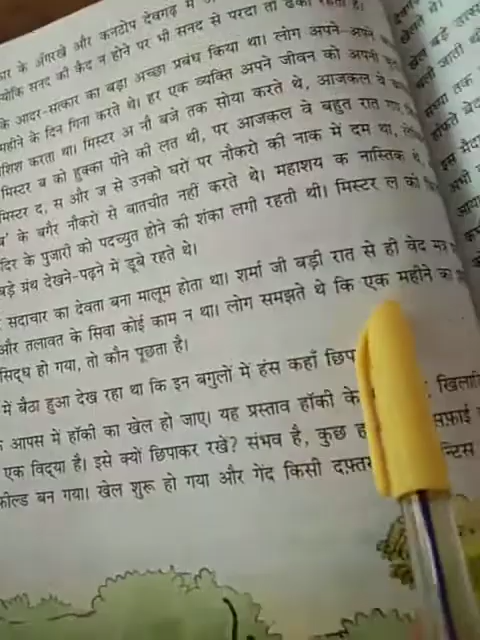 के अँगरखे और कनटोप देवगढ़ में
क्योंकि सनद की कैद न होने पर भी सनद से परदा तो ढका रहता है।
के आदर-सत्कार का बड़ा अच्छा प्रबंध किया था। लोग अपने-अपने
महीने के दिन गिना करते थे। हर एक व्यक्ति अपने जीवन को अपनी
शिश करता था। मिस्टर अ नौ बजे तक सोया करते थे, आजकल वे
मिस्टर ब को हुक्का पीने की लत थी, पर आजकल वे बहुत रात गए
मिस्टर द, स और ज से उनको घरों पर नौकरों की नाक में दम था,
के बगैर नौकरों से बातचीत नहीं करते थे। महाशय क नास्तिक थे
दिर के पुजारी को पदच्युत होने की शंका लगी रहती थी। मिस्टर ल को
बड़े ग्रंथ देखने-पढ़ने में डूबे रहते थे।
सदाचार का देवता बना मालूम होता था। शर्मा जी बड़ी रात से ही वेद मंत्र
और तलावत के सिवा कोई काम न था। लोग समझते थे कि एक महीने का
सिद्ध हो गया, तो कौन पूछता है।
में बैठा हुआ देख रहा था कि इन बगुलों में हंस कहाँ छिपा
आपस में हॉकी का खेल हो जाए। यह प्रस्ताव हॉकी के खिलाड़ि
एक विद्या है। इसे क्यों छिपाकर रखे? संभव है, कुछ सफ़ाई
फील्ड बन गया। खेल शुरू हो गया और गेंद किसी दफ़्तर न्टिस